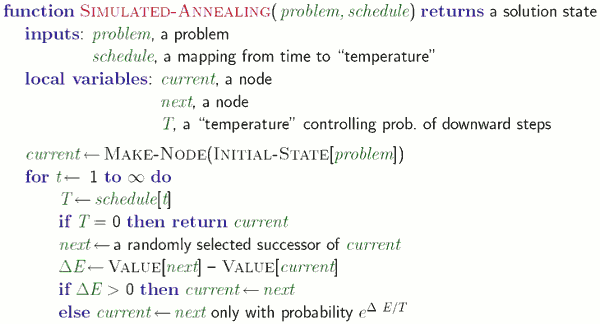 function SIMULATED-ANNEALING( problem, schedule) returns a solution state
inputs: problem, a problem
schedule, a mapping from time to “temperature”
local variables: current, a node
next, a node
T, a “temperature” controlling prob. of downward steps
current ← MAKE-NODE(INITIAL-STATE[problem])
for t ← 1 to ∞ do
T ← schedule[t]
if T = 0 then return current
next ← a randomly selected successor of current
ΔE ← VALUE[next] – VALUE[current]
if ΔE > 0 then current ← next
else current ← next only with probability e^Δ E/T